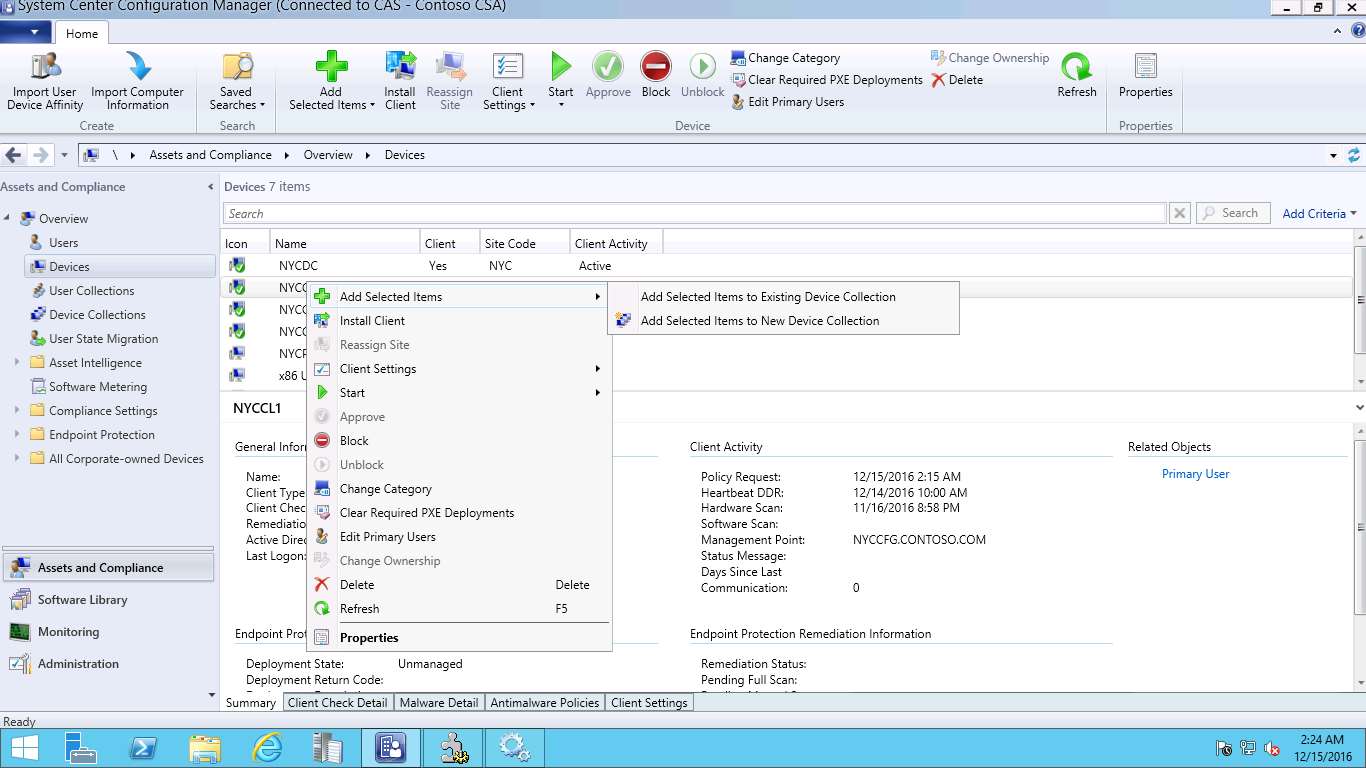 System Center Configuration Manager (Connected to CAS - Contoso CSA)
Home
Import User Device Affinity
Import Computer Information
Saved Searches
Add Selected Items
Install Client
Reassign Site
Client Settings
Start
Approve
Block
Unblock
Change Category
Clear Required PXE Deployments
Edit Primary Users
Change Ownership
Delete
Refresh
Properties
Create
Search
Device
Properties
\ Assets and Compliance Overview Devices
Assets and Compliance
Overview
Users
Devices
User Collections
Device Collections
User State Migration
Asset Intelligence
Software Metering
Compliance Settings
Endpoint Protection
All Corporate-owned Devices
Assets and Compliance
Software Library
Monitoring
Administration
Devices 7 items
Search
Search
Add Criteria
Icon Name Client Site Code Client Activity
NYCDC Yes NYC Active
x86 U
Add Selected Items
Install Client
Reassign Site
Client Settings
Start
Approve
Block
Unblock
Change Category
Clear Required PXE Deployments
Edit Primary Users
Change Ownership
Delete Delete
Refresh F5
Properties
Add Selected Items to Existing Device Collection
Add Selected Items to New Device Collection
NYCCL1
General Infor
Name:
Client Type
Client Chec
Remediatio
Active Direc
Last Logon:
Client Activity
Policy Request: 12/15/2016 2:15 AM
Heartbeat DDR: 12/14/2016 10:00 AM
Hardware Scan: 11/16/2016 8:58 PM
Software Scan:
Management Point: NYCCFG.CONTOSO.COM
Status Message:
Days Since Last
Communication: 0
Related Objects
Primary User
Endpoint Prot
Deployment State: Unmanaged
Deployment Return Code:
Endpoint Protection Remediation Information
Remediation Status:
Pending Full Scan:
Summary Client Check Detail Malware Detail Antimalware Policies Client Settings
Ready
2:24 AM
12/15/2016